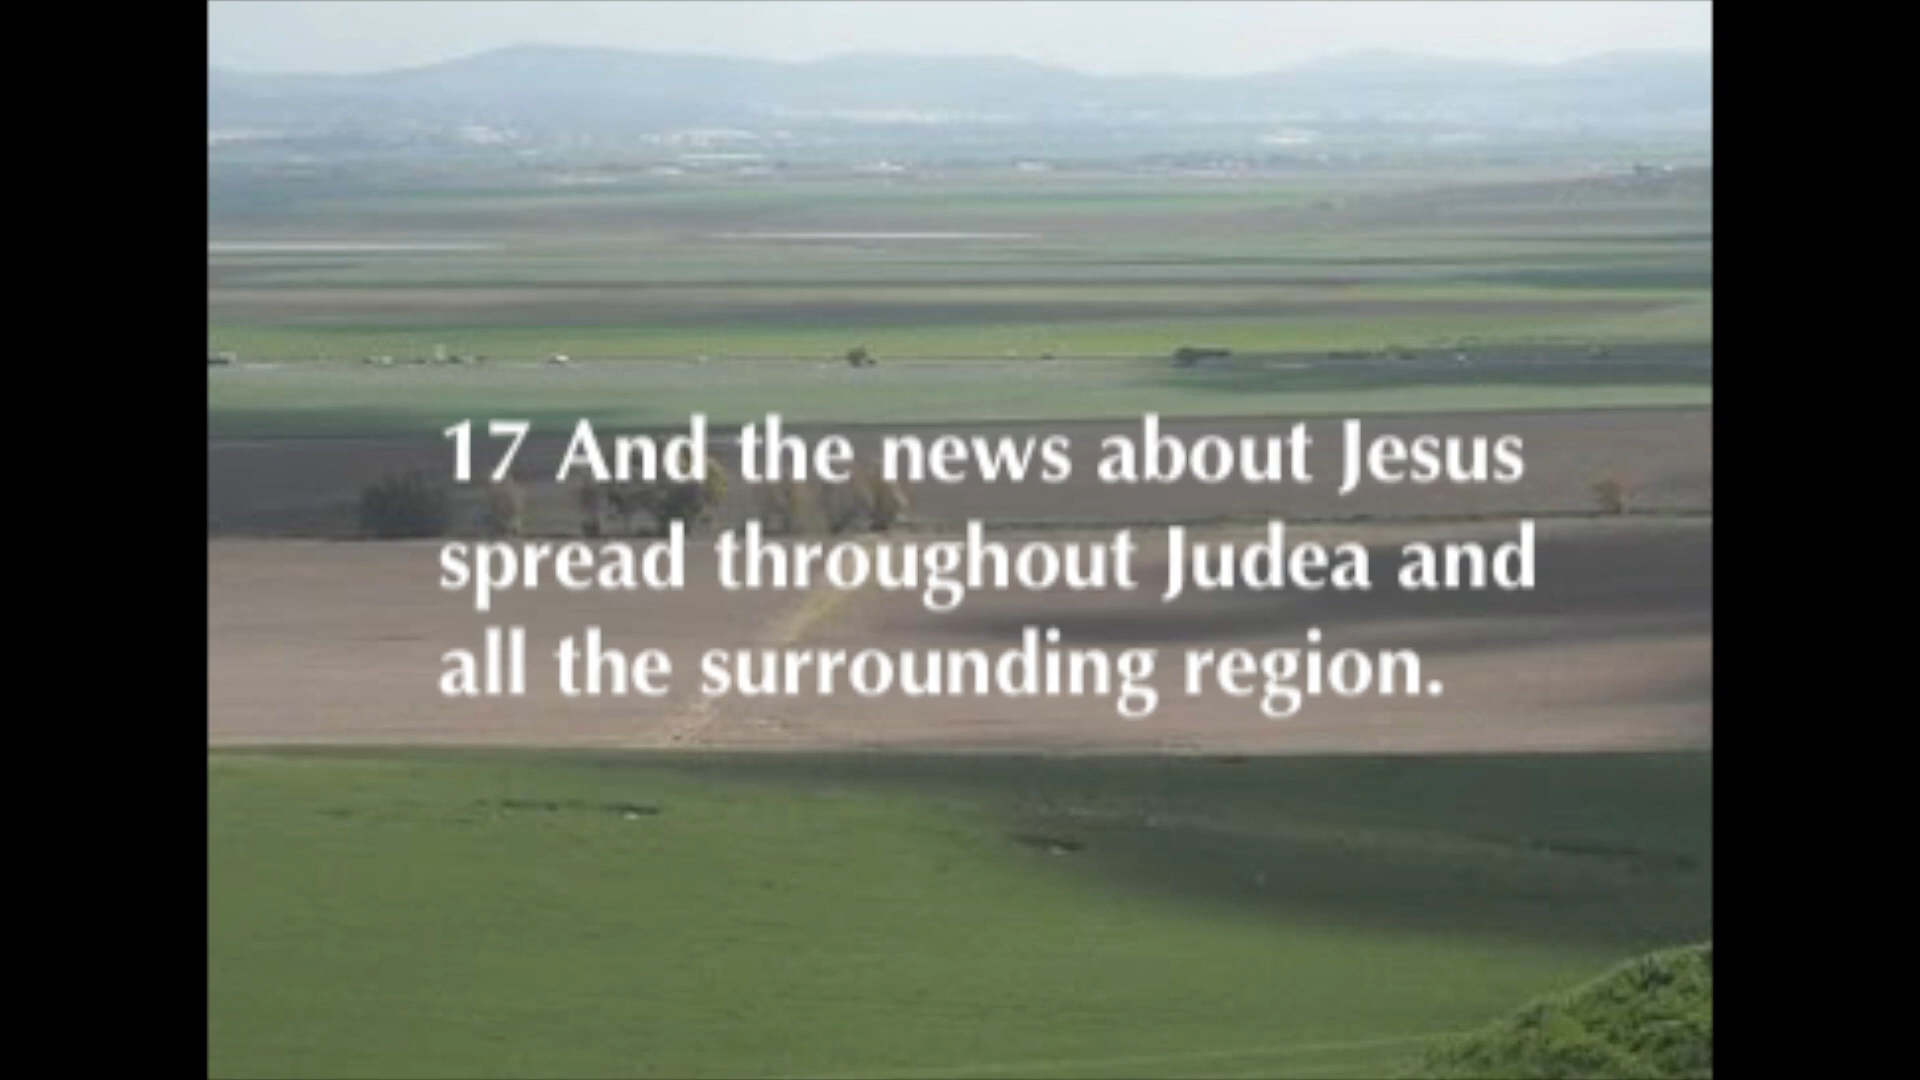 17 And the news about Jesus
spread throughout Judea and
all the surrounding region.